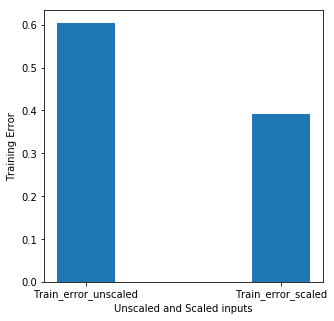 0.6
0.5
0.4
0.3
0.2
0.1
0.0
Training Error
Train_error_unscaled Train_error_scaled
Unscaled and Scaled inputs